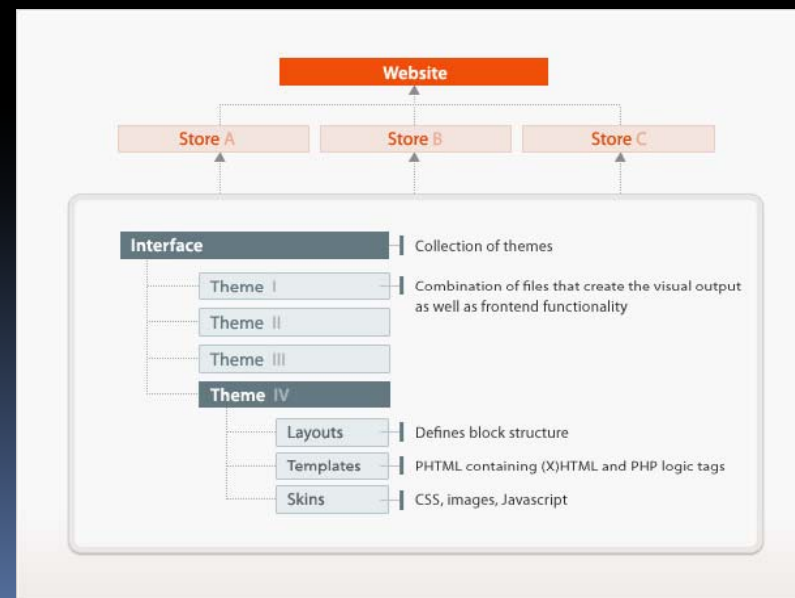 Website
Store A
Store B
Store C
Interface
Collection of themes
Theme I
Combination of files that create the visual output
as well as frontend functionality
Theme II
Theme III
Theme IV
Layouts
Defines block structure
Templates
PHTML containing (X)HTML and PHP logic tags
Skins
CSS, images, Javascript